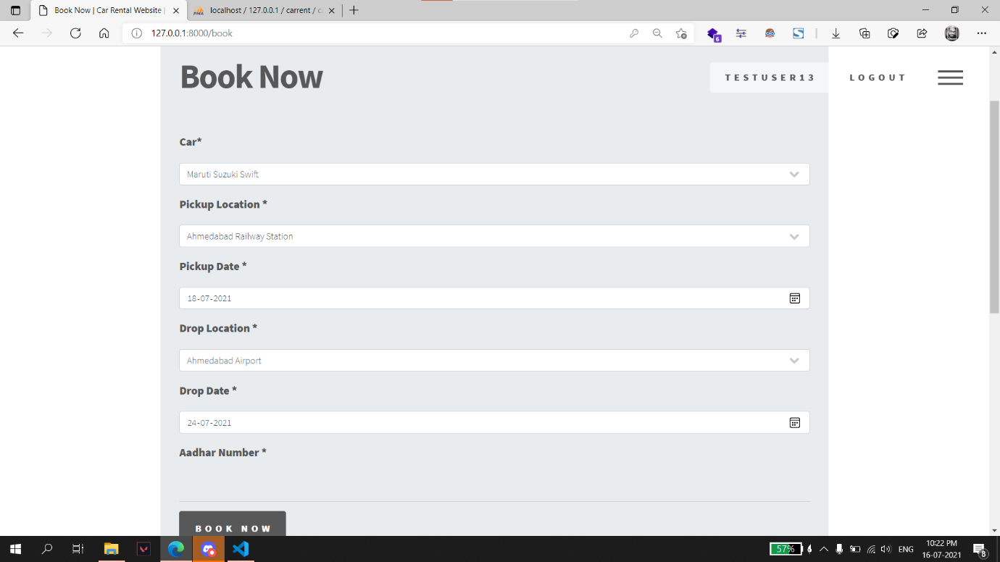 Book Now | Car Rental Website |
localhost / 127.0.0.1 / carrent / c
127.0.0.1:8000/book
6
Book Now
TESTUSER13
LOGOUT
Car*
Maruti Suzuki Swift
Pickup Location *
Ahmedabad Railway Station
Pickup Date *
18-07-2021
Drop Location *
Ahmedabad Airport
Drop Date *
24-07-2021
Aadhar Number *
BOOK NOW
57%
ENG
10:22 PM
16-07-2021
8